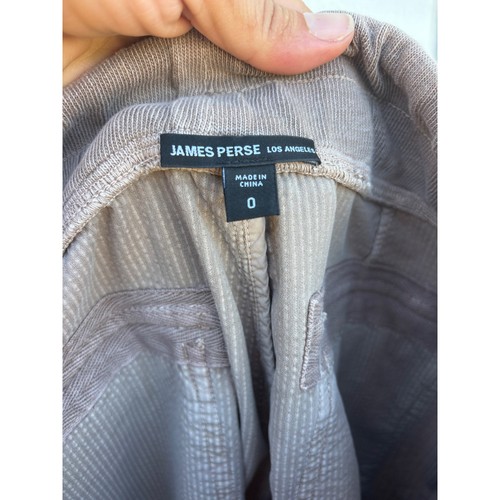 JAMES PERSE LOS ANGELES
MADE IN
CHINA
0